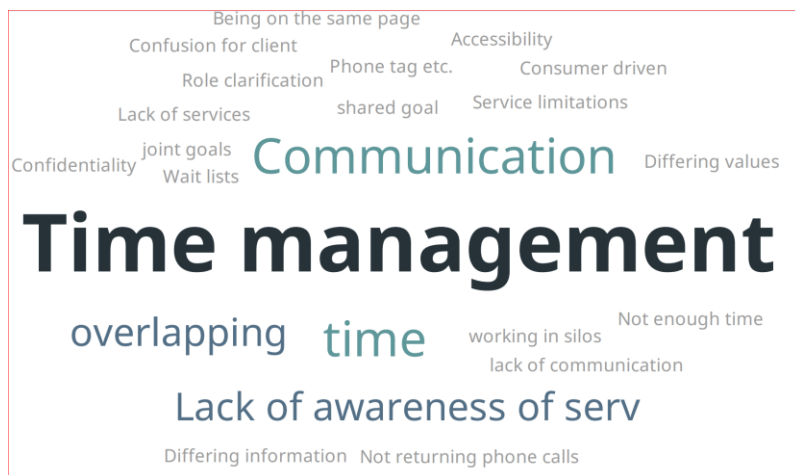 Being on the same page
Confusion for client
Accessibility
Role clarification
Phone tag etc.
Consumer driven
Lack of services
shared goal
Service limitations
Confidentiality
joint goals
Wait lists
Communication
Differing values
Time management
overlapping
time
working in silos
Not enough time
lack of communication
Lack of awareness of serv
Differing information
Not returning phone calls